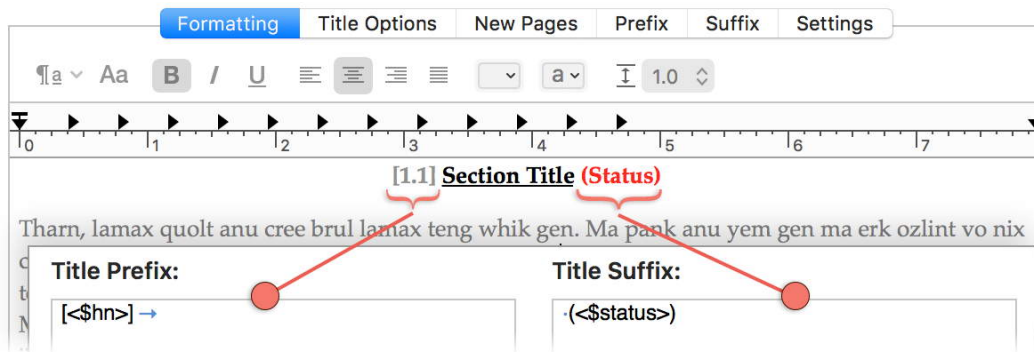 Formatting Title Options New Pages Prefix Suffix Settings
¶a Aa B I U a 1.0
0 1 2 3 4 5 6 7
[1.1] Section Title (Status)
Tharn, lamax quolt anu cree brul lamax teng whik gen. Ma pank anu yem gen ma erk ozlint vo nix
Title Prefix: Title Suffix:
[<$hn>] → ·(<$status>)